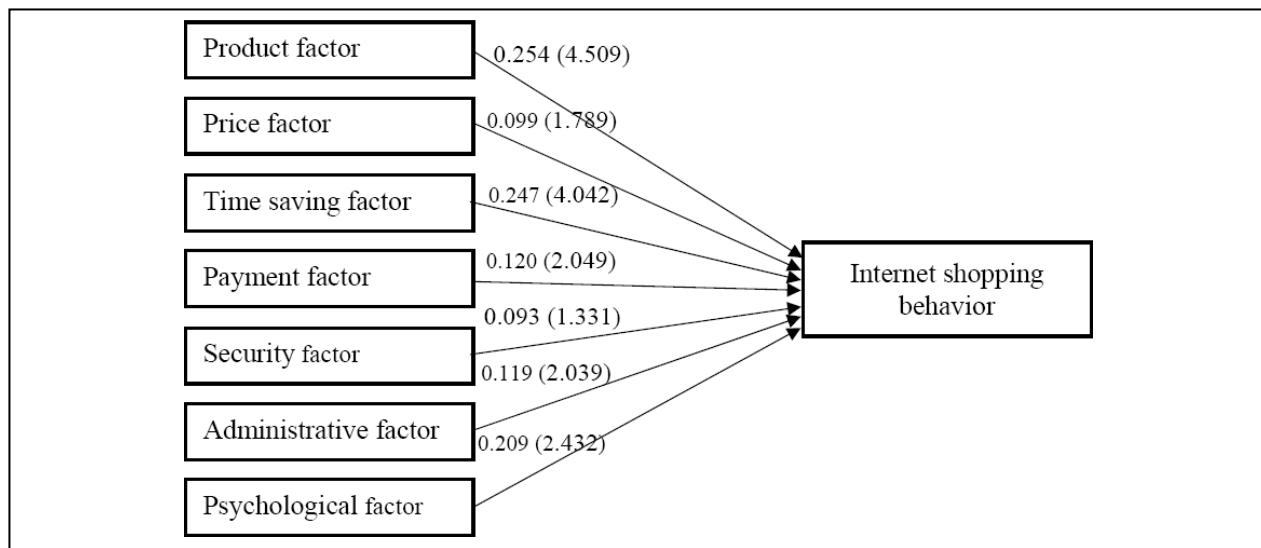 Product factor
0.254 (4.509)
Price factor
0.099 (1.789)
Time saving factor
0.247 (4.042)
Payment factor
0.120 (2.049)
Internet shopping
behavior
0.093 (1.331)
Security factor
0.119 (2.039)
Administrative factor
0.209 (2.432)
Psychological factor